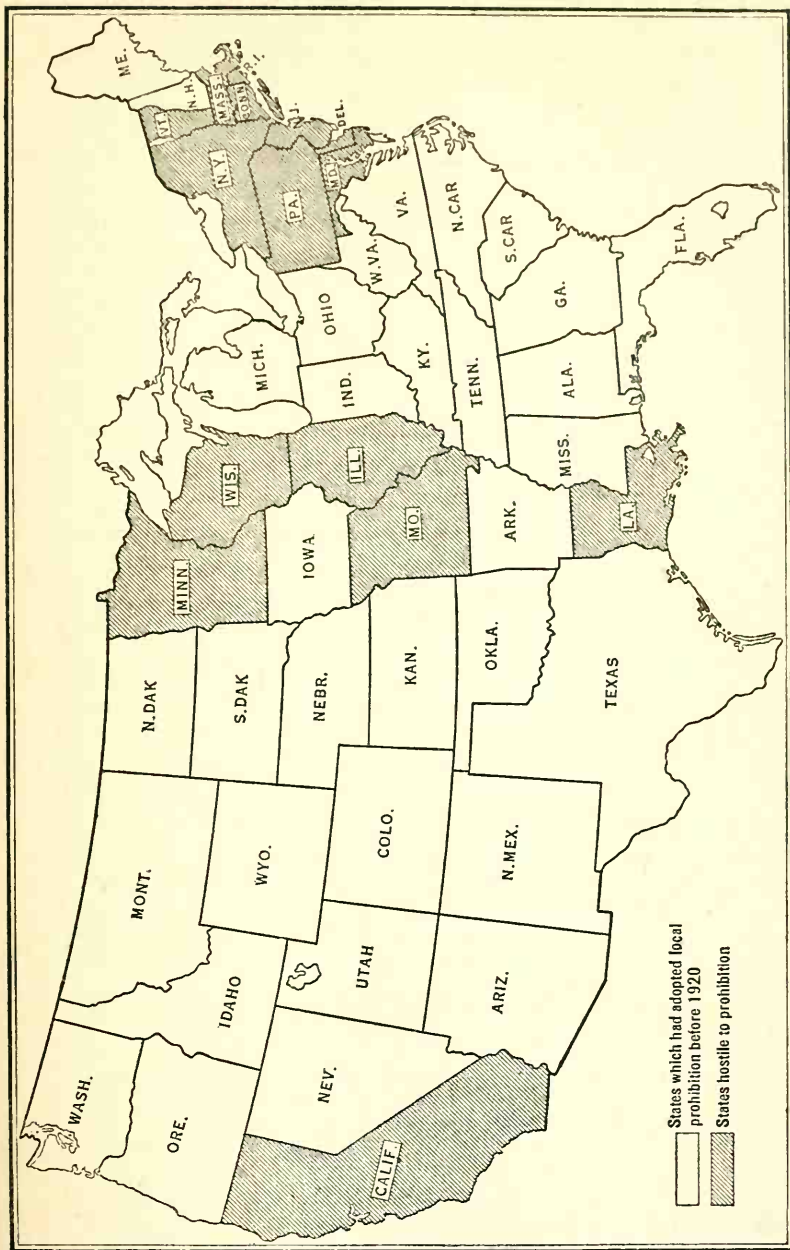 WASH.
ORE.
CALIF.
NEV.
IDAHO
MONT.
WYO.
UTAH
ARIZ.
COLO.
N.MEX.
N.DAK
S.DAK
NEBR.
KAN.
OKLA.
TEXAS
MINN.
IOWA
MO.
ARK.
LA.
WIS.
ILL.
MICH.
IND.
OHIO
KY.
TENN.
MISS.
ALA.
GA.
FLA.
S.CAR
N.CAR
VA.
W.VA.
MD.
DEL.
PA.
N.J.
N.Y.
CONN.
R.I.
MASS.
VT.
N.H.
ME.
States which had adopted local
prohibition before 1920
States hostile to prohibition